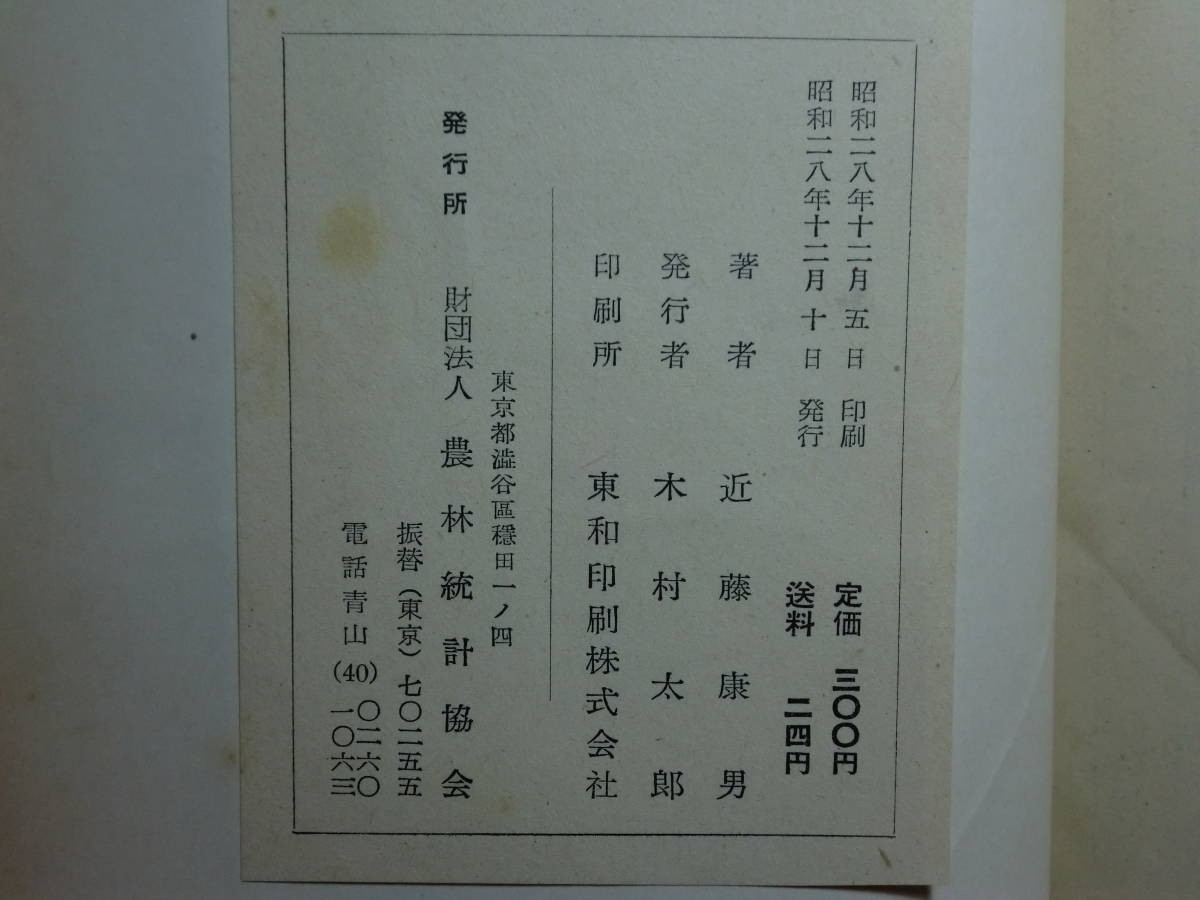 昭和二八年十二月五日 印刷
昭和二八年十二月十日 発行
定価 三〇〇円
送料 二四円
著者 近藤康男
発行者 木村太郎
印刷所 東和印刷株式会社
東京都澁谷區穩田一ノ四
発行所 財団法人 農林統計協会
振替(東京)七〇二五五
電話青山(40)〇二六〇
一〇六三